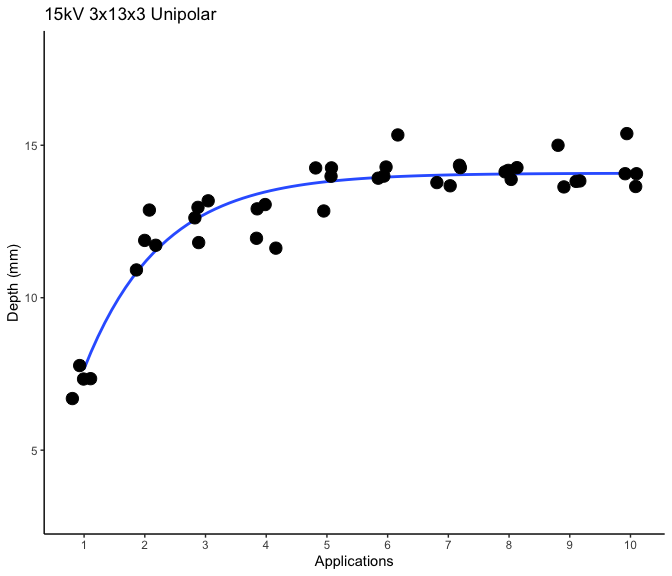 15kV 3x13x3 Unipolar
Depth (mm)
15
10
5
1 2 3 4 5 6 7 8 9 10
Applications